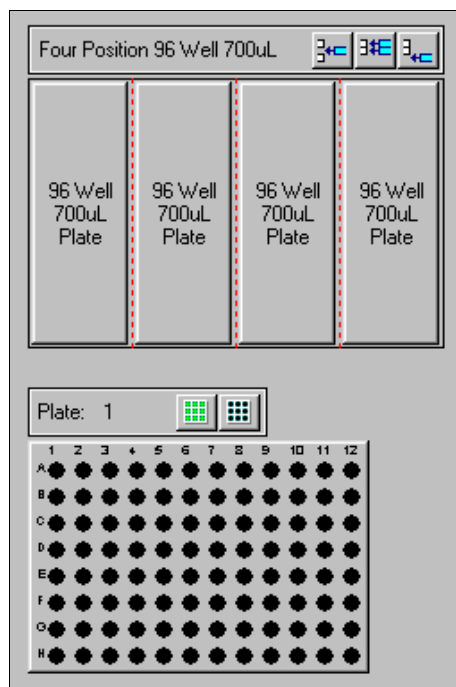 Four Position 96 Well 700uL
96 Well 96 Well 96 Well 96 Well
700uL 700uL 700uL 700uL
Plate Plate Plate Plate
Plate: 1
1 2 3 4 5 6 7 8 9 10 11 12
A
B
C
D
E
F
G
H